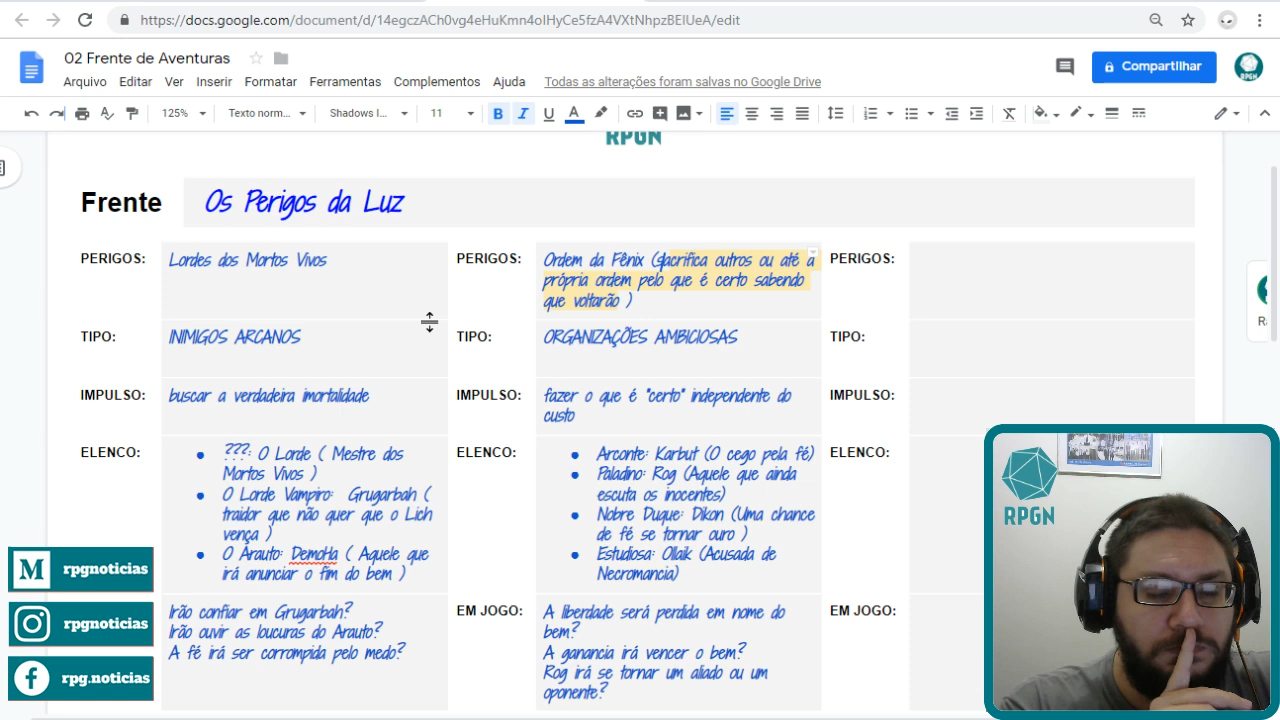 https://docs.google.com/document/d/14egczACh0vg4eHuKmn4oIHyCe5fzA4VXtNhpzBEIUeA/edit
02 Frente de Aventuras
Arquivo Editar Ver Inserir Formatar Ferramentas Complementos Ajuda Todas as alterações foram salvas no Google Drive
Compartilhar
RPGN
125% Texto norm... Shadows I... 11 B I U A
RPGN
Frente Os Perigos da Luz
PERIGOS: Lordes dos Mortos Vivos
PERIGOS: Ordem da Fênix (sacrifica outros ou até a
própria ordem pelo que é certo sabendo
que voltarão )
PERIGOS:
TIPO: INIMIGOS ARCANOS
TIPO: ORGANIZAÇÕES AMBICIOSAS
TIPO:
IMPULSO: buscar a verdadeira imortalidade
IMPULSO: fazer o que é "certo" independente do
custo
IMPULSO:
ELENCO:
● ???: O Lorde ( Mestre dos
Mortos Vivos )
● O Lorde Vampiro: Grugarbah (
traidor que não quer que o Lich
vença )
● O Arauto: DemoHa ( Aquele que
irá anunciar o fim do bem )
ELENCO:
● Arconte: Karbut (O cego pela fé)
● Paladino: Rog (Aquele que ainda
escuta os inocentes)
● Nobre Duque: Dikon (Uma chance
de fé se tornar ouro )
● Estudiosa: Ollaik (Acusada de
Necromancia)
ELENCO:
Irão confiar em Grugarbah?
Irão ouvir as loucuras do Arauto?
A fé irá ser corrompida pelo medo?
EM JOGO: A liberdade será perdida em nome do
bem?
A ganancia irá vencer o bem?
Rog irá se tornar um aliado ou um
oponente?
EM JOGO:
M rpgnoticias
rpgnoticias
f rpg.noticias
RPGN